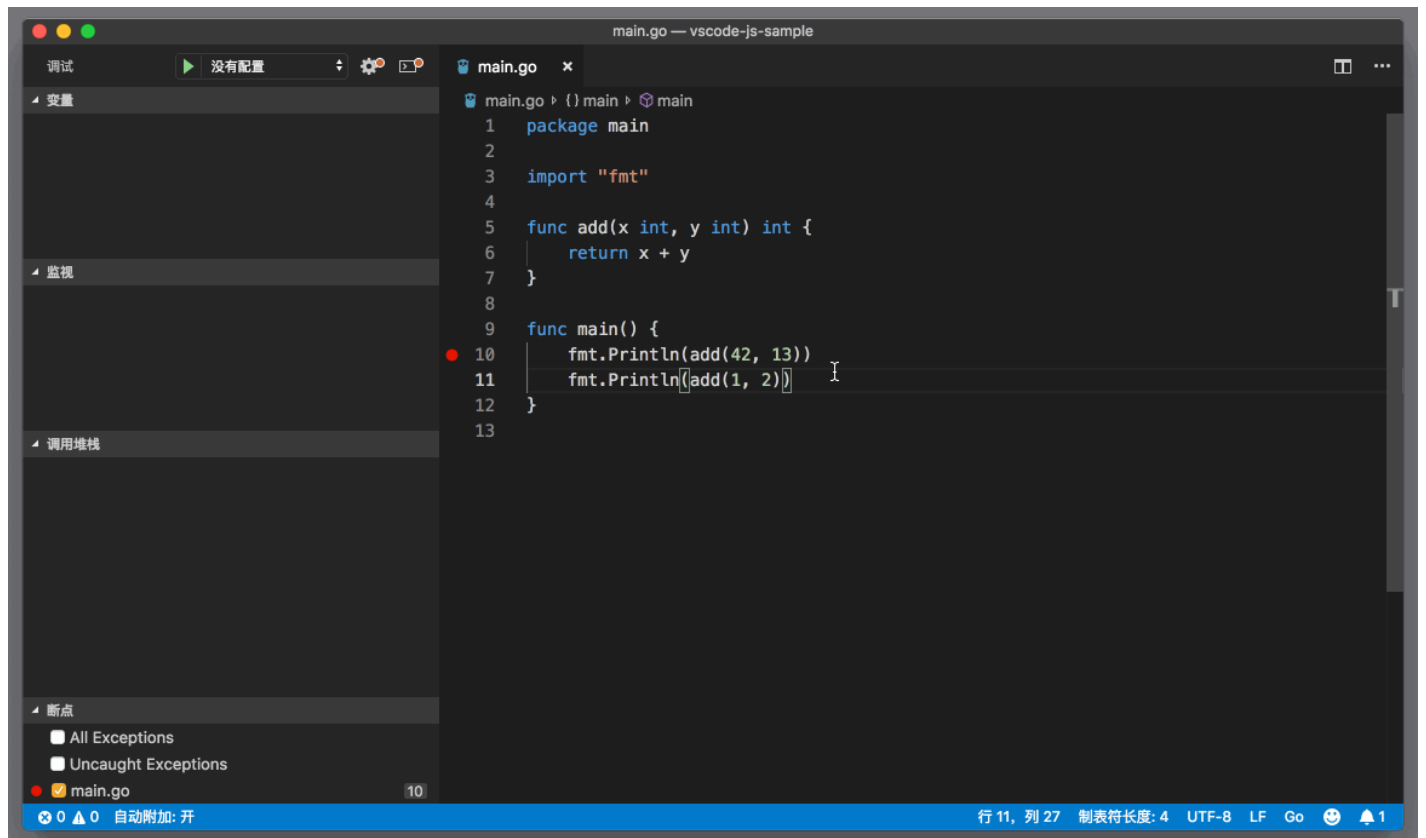 main.go — vscode-js-sample
调试 没有配置
main.go ×
变量
main.go {} main main
1 package main
2
3 import "fmt"
4
5 func add(x int, y int) int {
6 return x + y
7 }
8
9 func main() {
10 fmt.Println(add(42, 13))
11 fmt.Println(add(1, 2))
12 }
13
监视
调用堆栈
断点
All Exceptions
Uncaught Exceptions
main.go 10
0 0 自动附加: 开 行 11, 列 27 制表符长度: 4 UTF-8 LF Go 1